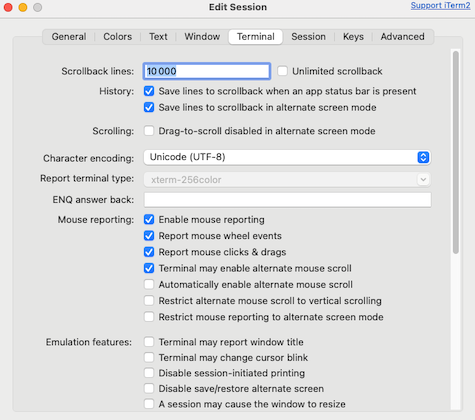 Edit Session
Support iTerm2
General Colors Text Window Terminal Session Keys Advanced
Scrollback lines: 10 000 Unlimited scrollback
History: Save lines to scrollback when an app status bar is present
Save lines to scrollback in alternate screen mode
Scrolling: Drag-to-scroll disabled in alternate screen mode
Character encoding: Unicode (UTF-8)
Report terminal type: xterm-256color
ENQ answer back:
Mouse reporting: Enable mouse reporting
Report mouse wheel events
Report mouse clicks & drags
Terminal may enable alternate mouse scroll
Automatically enable alternate mouse scroll
Restrict alternate mouse scroll to vertical scrolling
Restrict mouse reporting to alternate screen mode
Emulation features: Terminal may report window title
Terminal may change cursor blink
Disable session-initiated printing
Disable save/restore alternate screen
A session may cause the window to resize